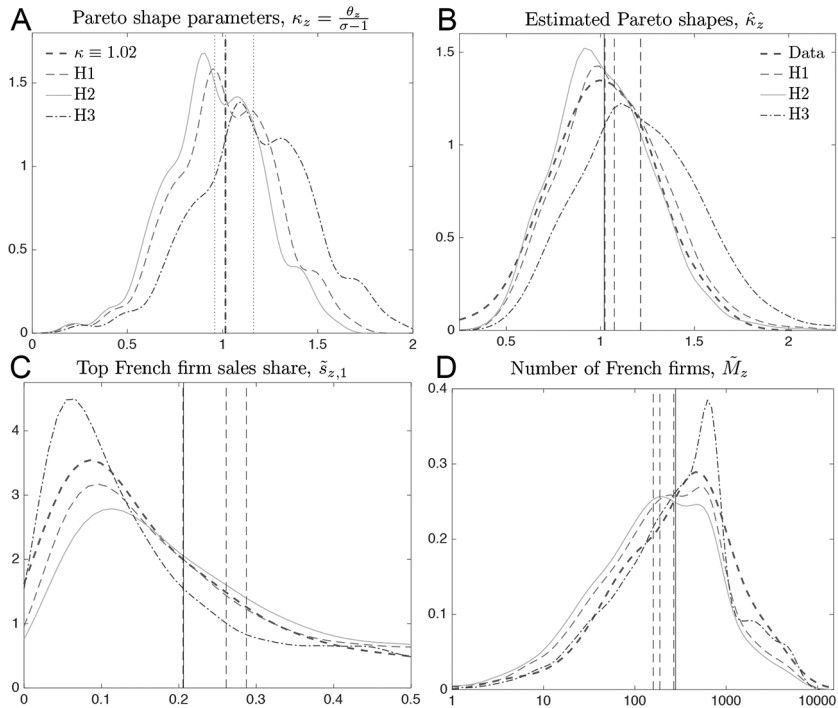 A Pareto shape parameters, κ_z = θ_z/(σ−1)
κ ≡ 1.02
H1
H2
H3
1.5
1
0.5
0
0 0.5 1 1.5 2
B Estimated Pareto shapes, κ̂_z
Data
H1
H2
H3
1.5
1
0.5
0
0.5 1 1.5 2
C Top French firm sales share, s̃_{z,1}
4
3
2
1
0
0 0.1 0.2 0.3 0.4 0.5
D Number of French firms, M̃_z
0.4
0.3
0.2
0.1
0
1 10 100 1000 10000